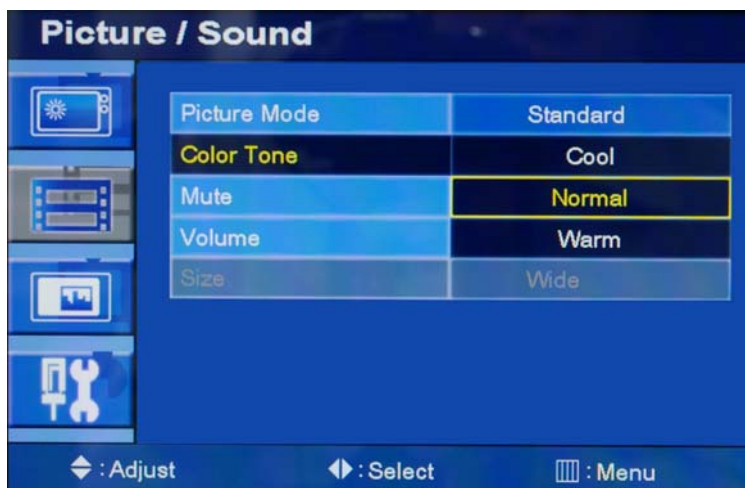 Picture / Sound
Picture Mode Standard
Color Tone Cool
Mute Normal
Volume Warm
Size Wide
: Adjust : Select : Menu